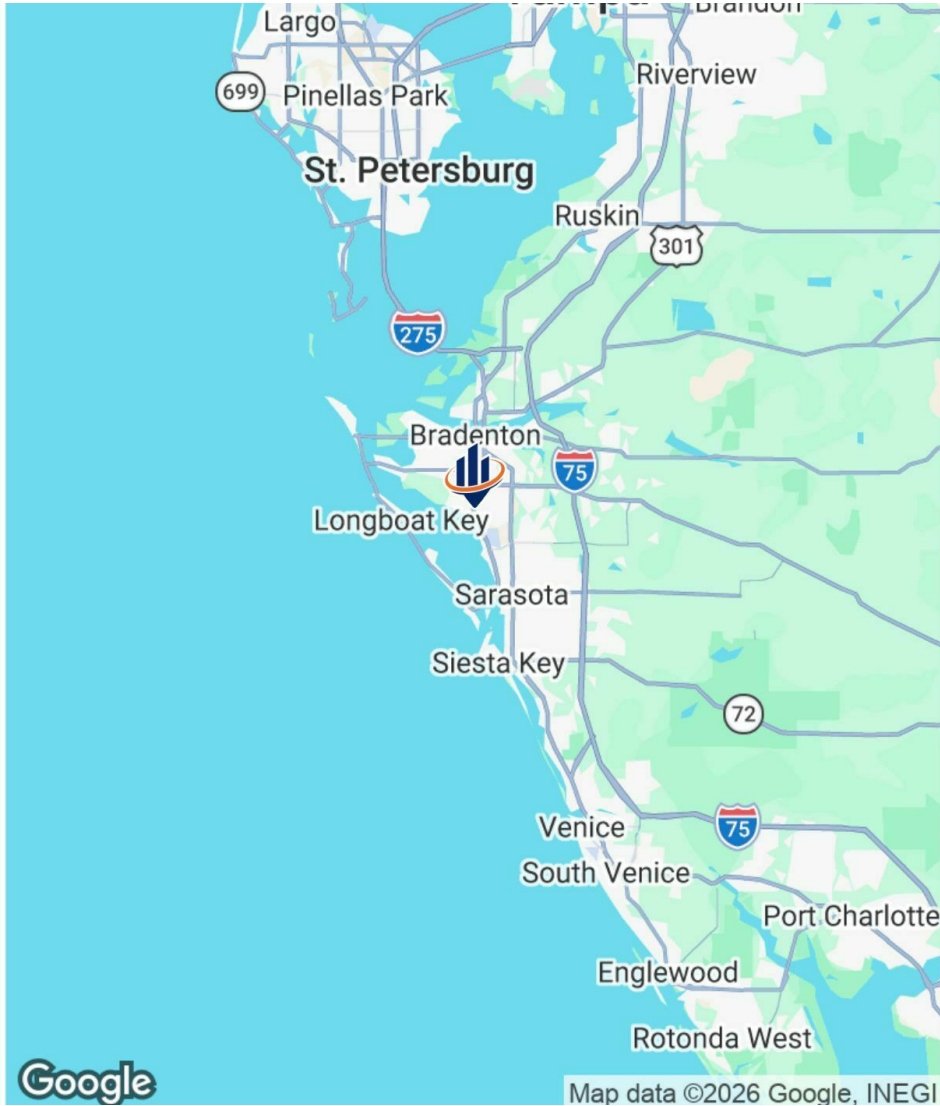 Largo
Brandon
Riverview
699
Pinellas Park
St. Petersburg
Ruskin
301
275
Bradenton
75
Longboat Key
Sarasota
Siesta Key
72
Venice
75
South Venice
Port Charlotte
Englewood
Rotonda West
Google
Map data ©2026 Google, INEGI